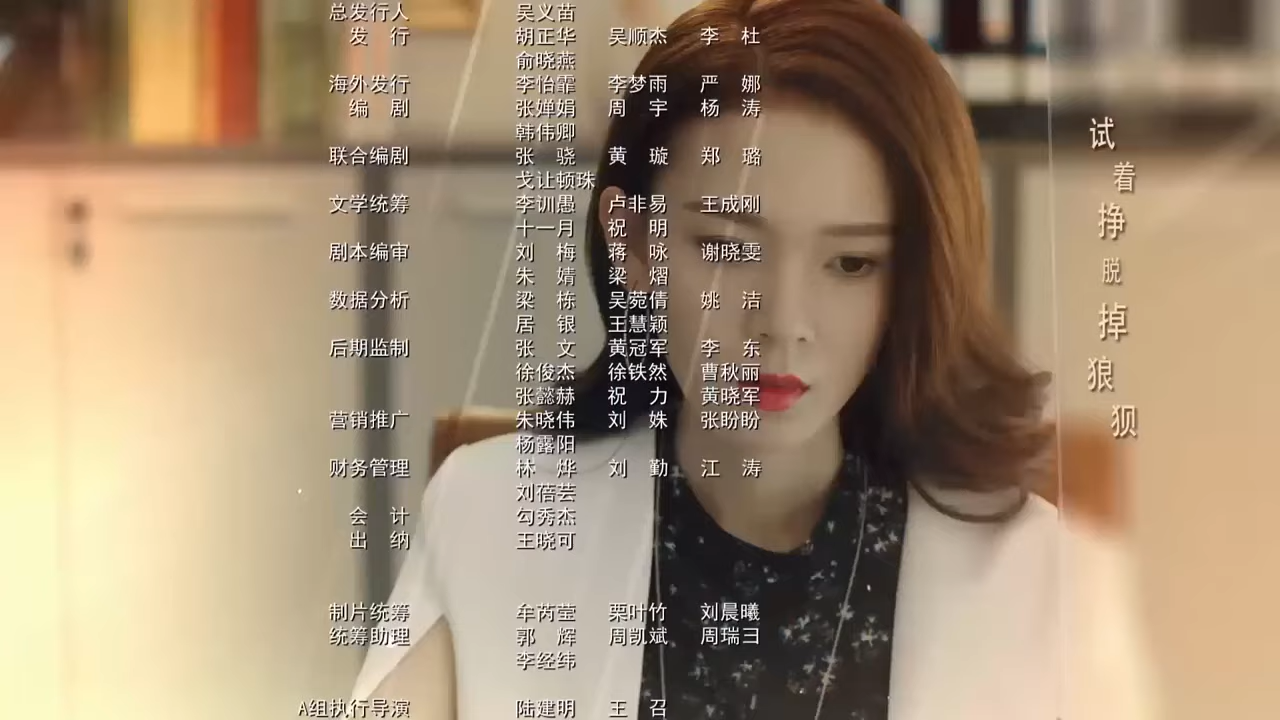 总发行人 吴义苗
发 行 胡正华 吴顺杰 李 杜
俞晓燕
海外发行 李怡霏 李梦雨 严 娜
编 剧 张婵娟 周 宇 杨 涛
韩伟卿
联合编剧 张 骁 黄 璇 郑 璐
戈让顿珠
文学统筹 李训愚 卢非易 王成刚
十一月 祝 明
剧本编审 刘 梅 蒋 咏 谢晓雯
朱 婧 梁 熠
数据分析 梁 栋 吴菀倩 姚 洁
居 银 王慧颖
后期监制 张 文 黄冠军 李 东
徐俊杰 徐铁然 曹秋丽
张懿赫 祝 力 黄晓军
营销推广 朱晓伟 刘 姝 张盼盼
杨露阳
财务管理 林 烨 刘 勤 江 涛
刘蓓芸
会 计 勾秀杰
出 纳 王晓可
制片统筹 牟芮莹 栗叶竹 刘晨曦
统筹助理 郭 辉 周凯斌 周瑞彐
李经纬
A组执行导演 陆建明 王 召
试着挣脱掉狼狈